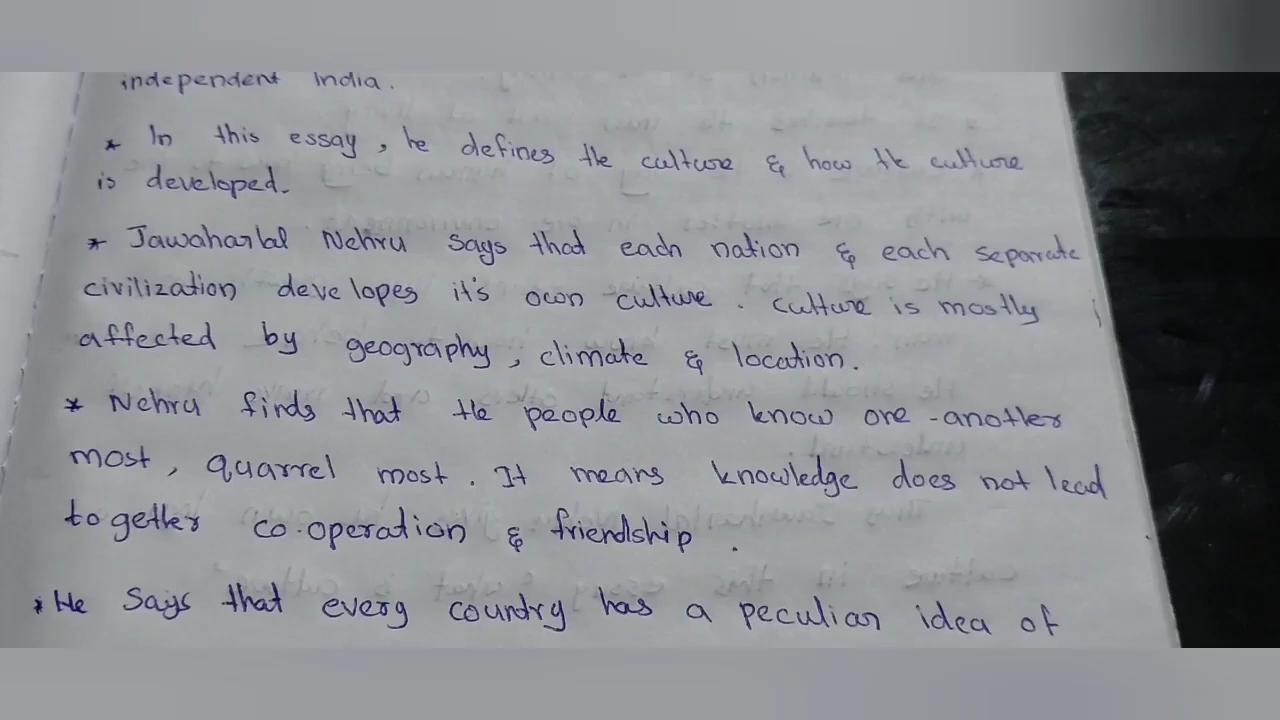 independent India.
* In this essay, he defines the culture & how the culture
is developed.
* Jawaharlal Nehru says that each nation & each separate
civilization developes it's own culture. culture is mostly
affected by geography, climate & location.
* Nehru finds that the people who know one-another
most, quarrel most. It means knowledge does not lead
together co-operation & friendship.
* He says that every country has a peculiar idea of